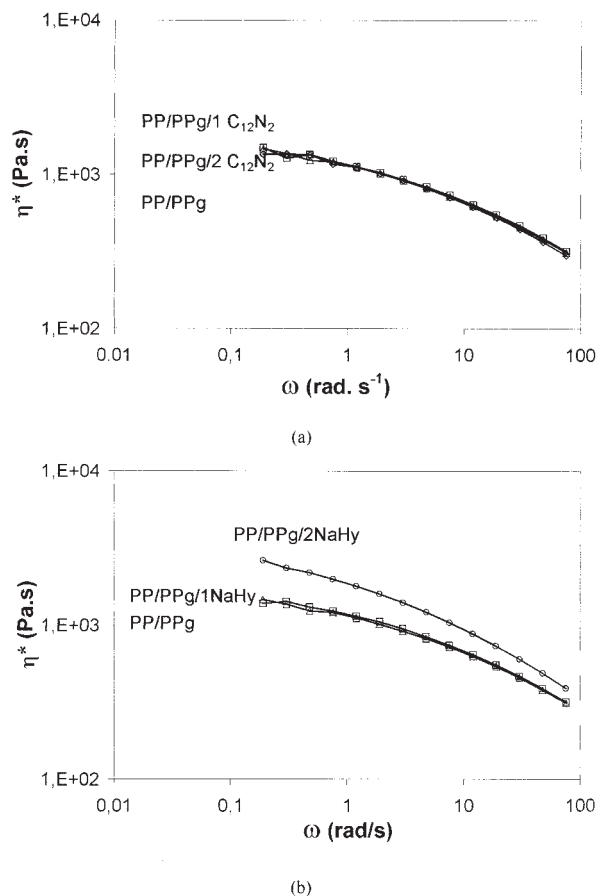 1,E+04
PP/PPg/1 C₁₂N₂
1,E+03
PP/PPg/2 C₁₂N₂
PP/PPg
η* (Pa.s)
1,E+02
0.01 0,1 1 10 100
ω (rad. s⁻¹)
(a)
1,E+04
PP/PPg/2NaHy
PP/PPg/1NaHy
1,E+03
PP/PPg
η* (Pa.s)
1,E+02
0,01 0,1 1 10 100
ω (rad/s)
(b)